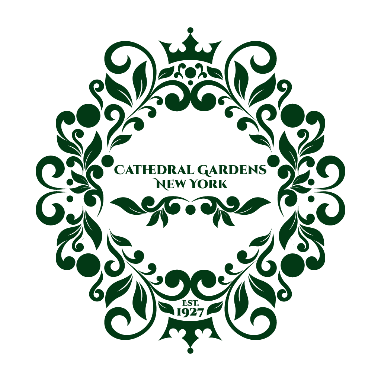 Cathedral Gardens
New York
EST.
1927